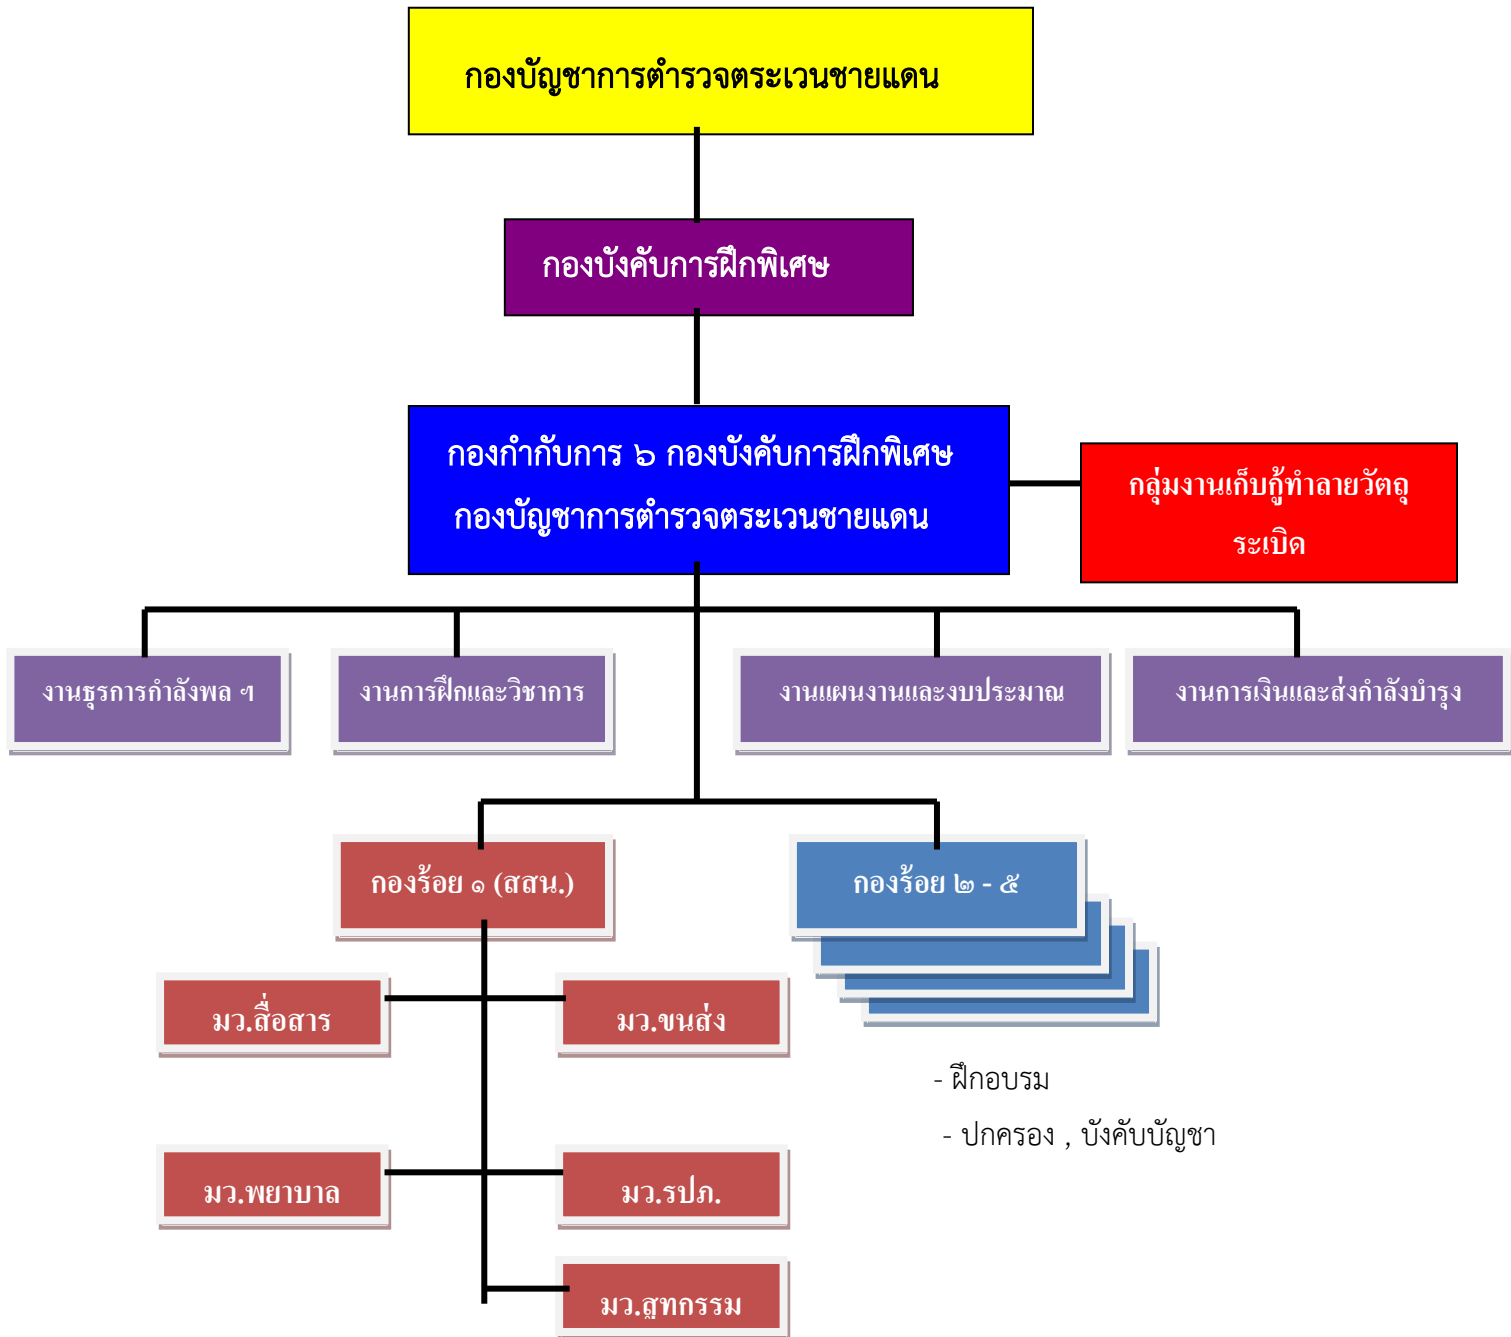 กองบัญชาการตำรวจตระเวนชายแดน
กองบังคับการฝึกพิเศษ
กองกำกับการ ๖ กองบังคับการฝึกพิเศษ
กองบัญชาการตำรวจตระเวนชายแดน
กลุ่มงานเก็บกู้ทำลายวัตถุ
ระเบิด
งานธุรการกำลังพล ฯ
งานการฝึกและวิชาการ
งานแผนงานและงบประมาณ
งานการเงินและส่งกำลังบำรุง
กองร้อย ๑ (สสน.)
กองร้อย ๒ - ๕
มว.สื่อสาร
มว.ขนส่ง
- ฝึกอบรม
- ปกครอง , บังคับบัญชา
มว.พยาบาล
มว.รปภ.
มว.สูทกรรม